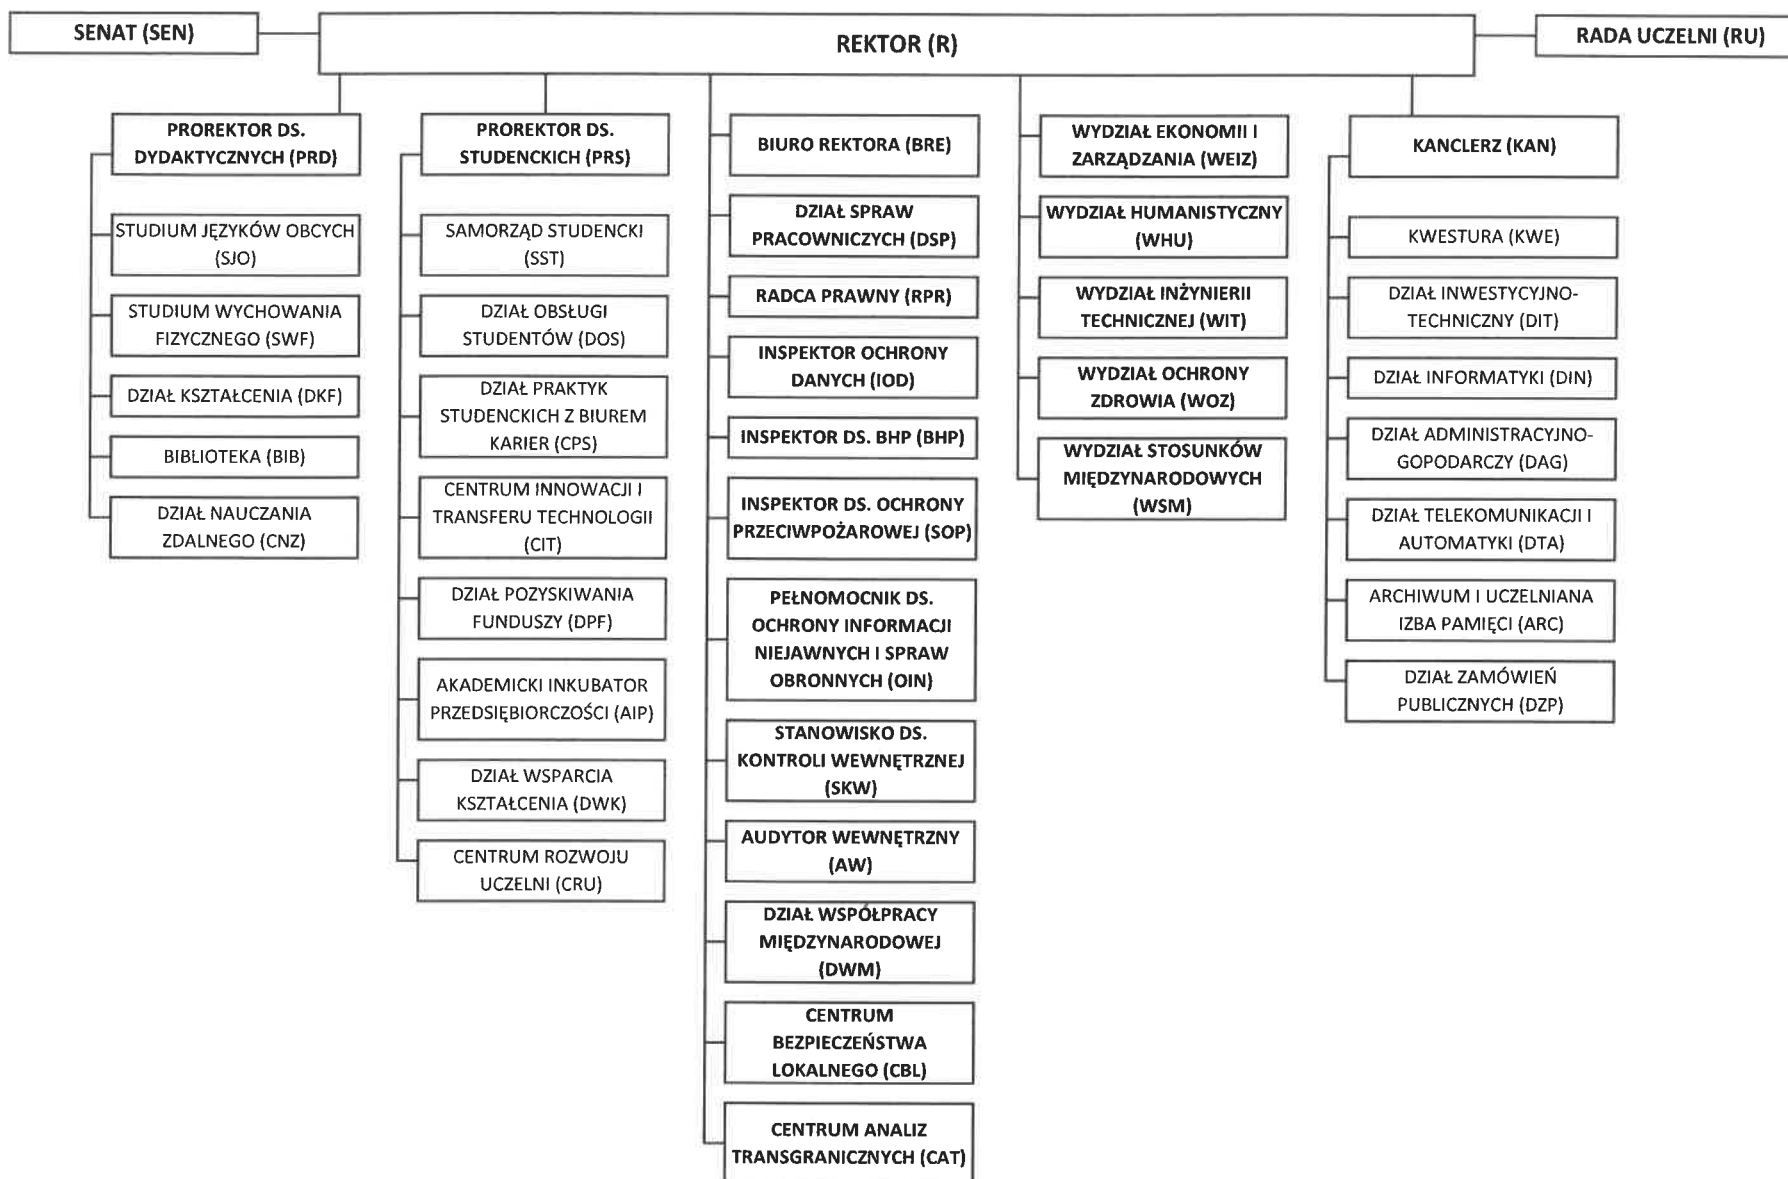 SENAT (SEN)
REKTOR (R)
RADA UCZELNI (RU)
PROREKTOR DS.
DYDAKTYCZNYCH (PRD)
STUDIUM JĘZYKÓW OBCYCH
(SJO)
STUDIUM WYCHOWANIA
FIZYCZNEGO (SWF)
DZIAŁ KSZTAŁCENIA (DKF)
BIBLIOTEKA (BIB)
DZIAŁ NAUCZANIA
ZDALNEGO (CNZ)
PROREKTOR DS.
STUDENCKICH (PRS)
SAMORZĄD STUDENCKI
(SST)
DZIAŁ OBSŁUGI
STUDENTÓW (DOS)
DZIAŁ PRAKTYK
STUDENCKICH Z BIUREM
KARIER (CPS)
CENTRUM INNOWACJI I
TRANSFERU TECHNOLOGII
(CIT)
DZIAŁ POZYSKIWANIA
FUNDUSZY (DPF)
AKADEMICKI INKUBATOR
PRZEDSIĘBIORCZOŚCI (AIP)
DZIAŁ WSPARCIA
KSZTAŁCENIA (DWK)
CENTRUM ROZWOJU
UCZELNI (CRU)
BIURO REKTORA (BRE)
DZIAŁ SPRAW
PRACOWNICZYCH (DSP)
RADCA PRAWNY (RPR)
INSPEKTOR OCHRONY
DANYCH (IOD)
INSPEKTOR DS. BHP (BHP)
INSPEKTOR DS. OCHRONY
PRZECIWPOŻAROWEJ (SOP)
PEŁNOMOCNIK DS.
OCHRONY INFORMACJI
NIEJAWNYCH I SPRAW
OBRONNYCH (OIN)
STANOWISKO DS.
KONTROLI WEWNĘTRZNEJ
(SKW)
AUDYTOR WEWNĘTRZNY
(AW)
DZIAŁ WSPÓŁPRACY
MIĘDZYNARODOWEJ
(DWM)
CENTRUM
BEZPIECZEŃSTWA
LOKALNEGO (CBL)
CENTRUM ANALIZ
TRANSGRANICZNYCH (CAT)
WYDZIAŁ EKONOMII I
ZARZĄDZANIA (WEIZ)
WYDZIAŁ HUMANISTYCZNY
(WHU)
WYDZIAŁ INŻYNIERII
TECHNICZNEJ (WIT)
WYDZIAŁ OCHRONY
ZDROWIA (WOZ)
WYDZIAŁ STOSUNKÓW
MIĘDZYNARODOWYCH
(WSM)
KANCLERZ (KAN)
KWESTURA (KWE)
DZIAŁ INWESTYCYJNO-
TECHNICZNY (DIT)
DZIAŁ INFORMATYKI (DIN)
DZIAŁ ADMINISTRACYJNO-
GOPODARCZY (DAG)
DZIAŁ TELEKOMUNIKACJI I
AUTOMATYKI (DTA)
ARCHIWUM I UCZELNIANA
IZBA PAMIĘCI (ARC)
DZIAŁ ZAMÓWIEŃ
PUBLICZNYCH (DZP)